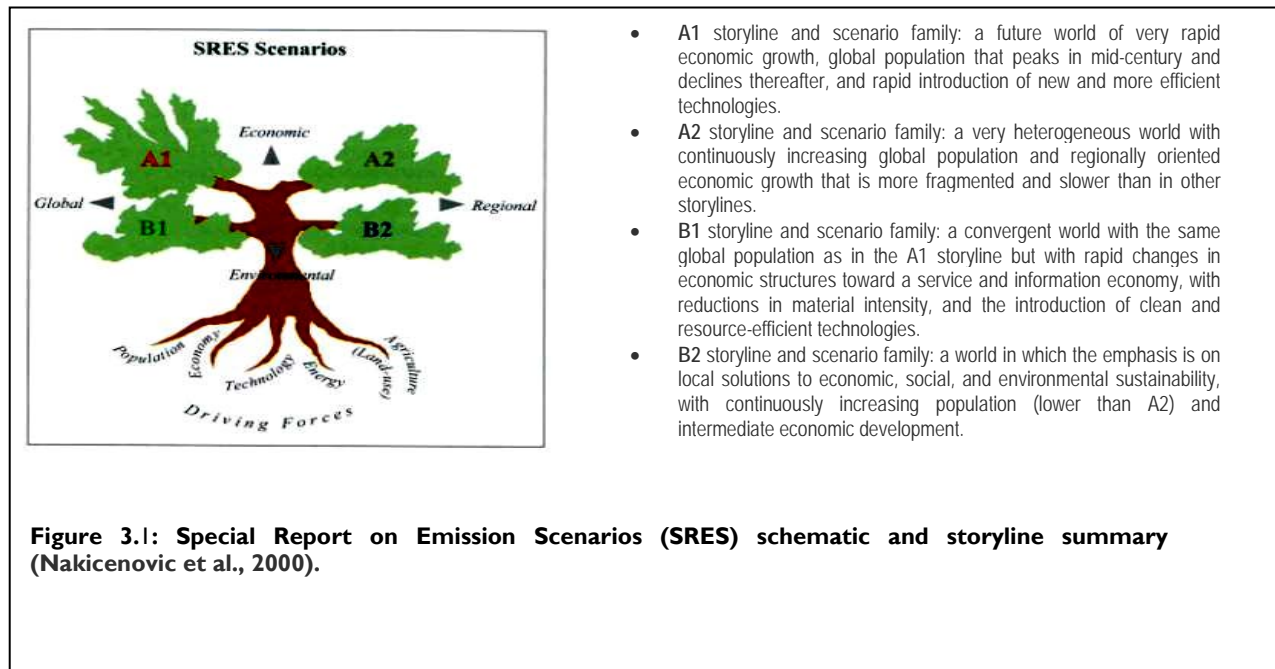 SRES Scenarios
Economic
A1
A2
Global
Regional
B1
B2
Environmental
Population
Economy
Technology
Energy
(Land-use)
Agriculture
Driving Forces
• A1 storyline and scenario family: a future world of very rapid
economic growth, global population that peaks in mid-century and
declines thereafter, and rapid introduction of new and more efficient
technologies.
• A2 storyline and scenario family: a very heterogeneous world with
continuously increasing global population and regionally oriented
economic growth that is more fragmented and slower than in other
storylines.
• B1 storyline and scenario family: a convergent world with the same
global population as in the A1 storyline but with rapid changes in
economic structures toward a service and information economy, with
reductions in material intensity, and the introduction of clean and
resource-efficient technologies.
• B2 storyline and scenario family: a world in which the emphasis is on
local solutions to economic, social, and environmental sustainability,
with continuously increasing population (lower than A2) and
intermediate economic development.
Figure 3.1: Special Report on Emission Scenarios (SRES) schematic and storyline summary
(Nakicenovic et al., 2000).